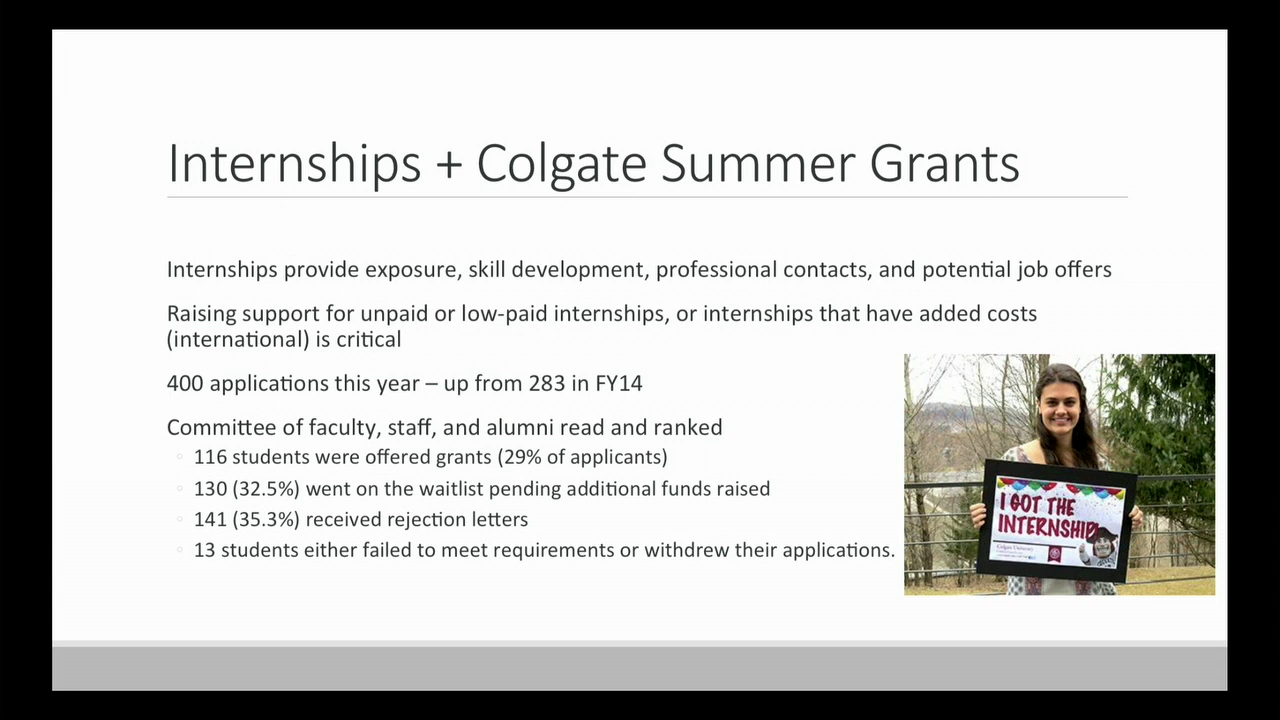 Internships + Colgate Summer Grants
Internships provide exposure, skill development, professional contacts, and potential job offers
Raising support for unpaid or low-paid internships, or internships that have added costs
(international) is critical
400 applications this year – up from 283 in FY14
Committee of faculty, staff, and alumni read and ranked
116 students were offered grants (29% of applicants)
130 (32.5%) went on the waitlist pending additional funds raised
141 (35.3%) received rejection letters
13 students either failed to meet requirements or withdrew their applications.
I GOT THE
INTERNSHIP
Colgate University